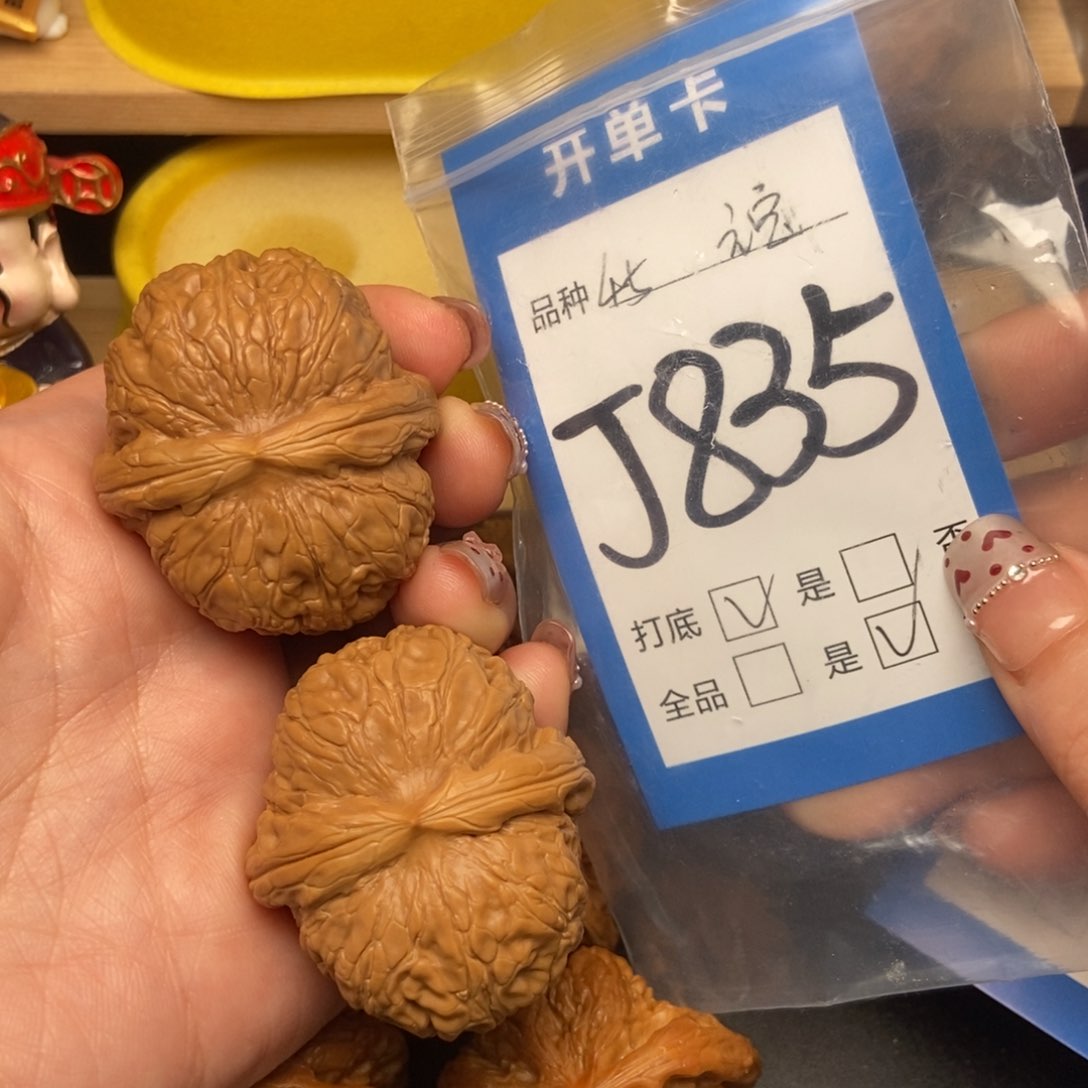 开单卡
品种
J835
打底 ☑ 是 ☐ 否
全品 ☐ 是 ☑